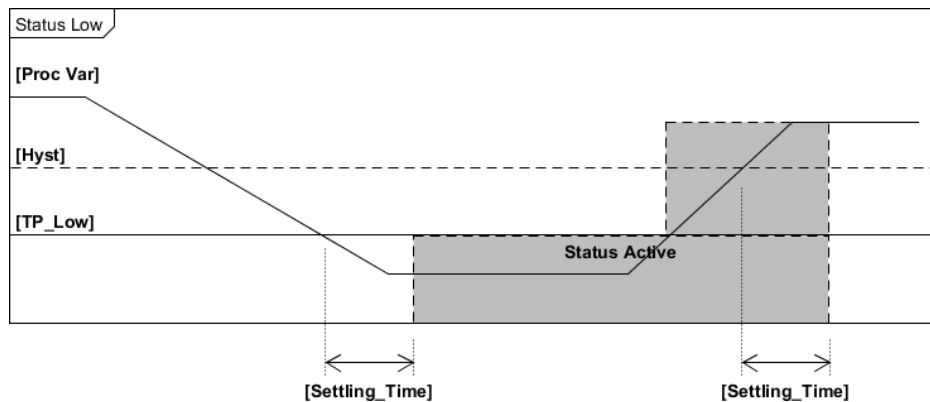 Status Low
[Proc Var]
[Hyst]
[TP_Low]
Status Active
[Settling_Time]
[Settling_Time]